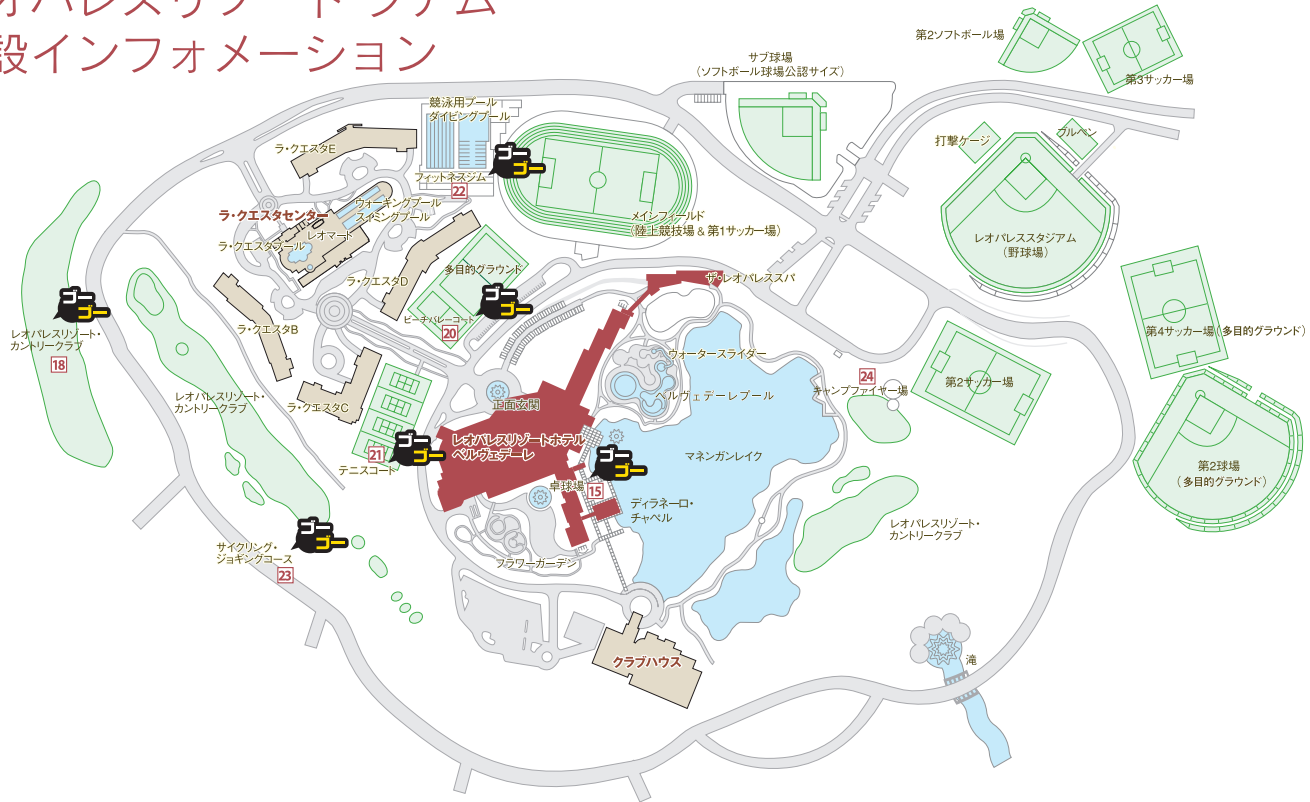 オパレスリゾート グアム
設インフォメーション
第2ソフトボール場
第3サッカー場
サブ球場
(ソフトボール球場公認サイズ)
競泳用プール
ダイビングプール
打撃ケージ
ブルペン
ラ・クエスタE
ゴー
ゴー
フィットネスジム
22
ウォーキングプール
スイミングプール
ラ・クエスタセンター
レオマート
ラ・クエスタプール
メインフィールド
(陸上競技場 & 第1サッカー場)
レオパレススタジアム
(野球場)
多目的グラウンド
ラ・クエスタD
ザ・レオパレススパ
ゴー
ゴー
ビーチバレーコート
20
ゴー
ゴー
レオパレスリゾート・
カントリークラブ
18
ラ・クエスタB
第4サッカー場(多目的グラウンド)
ウォータースライダー
24
キャンプファイヤー場
第2サッカー場
ベルヴェデーレプール
レオパレスリゾート・
カントリークラブ
ラ・クエスタC
正面玄関
レオパレスリゾートホテル
ベルヴェデーレ
21
ゴー
ゴー
テニスコート
マネンガンレイク
ゴー
ゴー
卓球場
15
第2球場
(多目的グラウンド)
ディラネーロ・
チャペル
レオパレスリゾート・
カントリークラブ
ゴー
ゴー
サイクリング・
ジョギングコース
23
フラワーガーデン
クラブハウス
滝